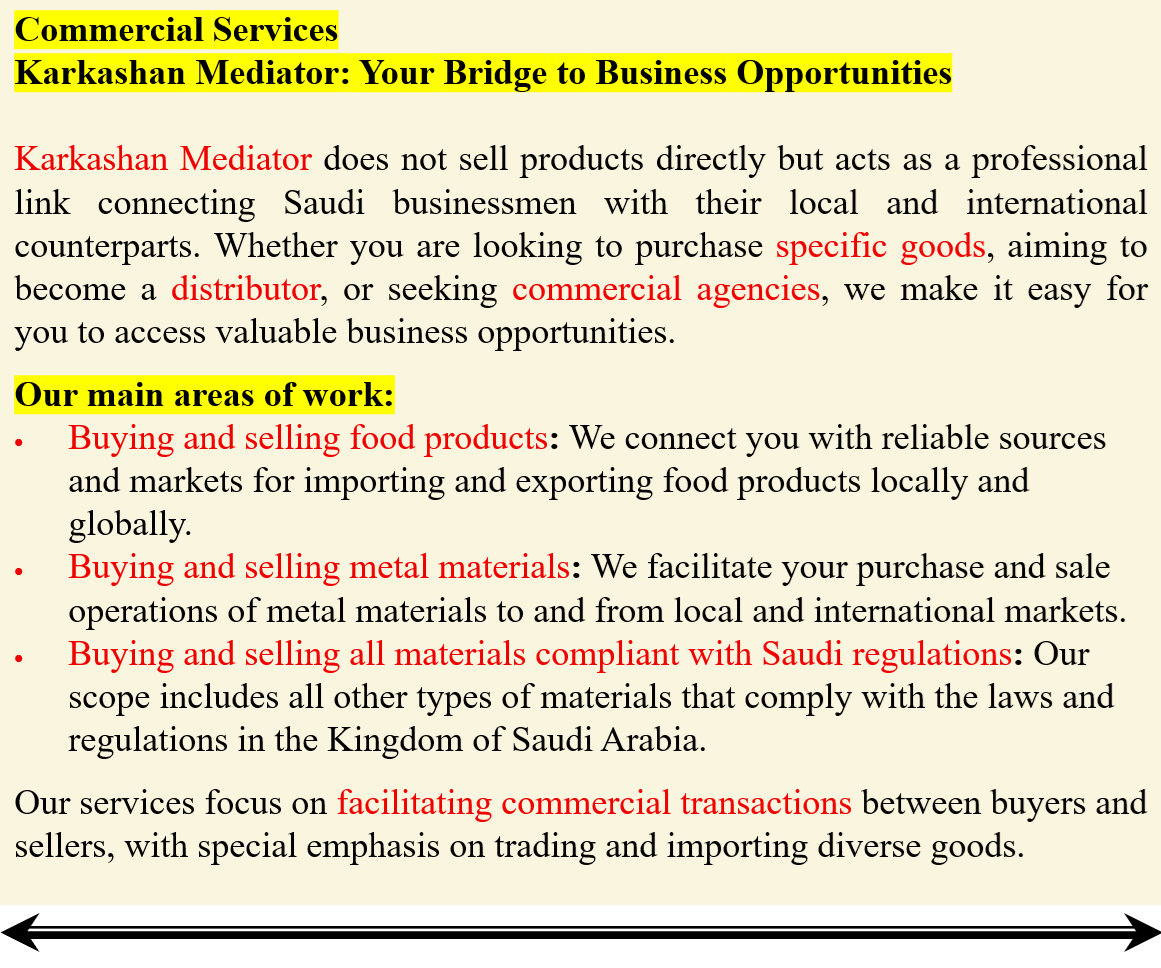 Commercial Services
Karkashan Mediator: Your Bridge to Business Opportunities
Karkashan Mediator does not sell products directly but acts as a professional
link connecting Saudi businessmen with their local and international
counterparts. Whether you are looking to purchase specific goods, aiming to
become a distributor, or seeking commercial agencies, we make it easy for
you to access valuable business opportunities.
Our main areas of work:
• Buying and selling food products: We connect you with reliable sources
and markets for importing and exporting food products locally and
globally.
• Buying and selling metal materials: We facilitate your purchase and sale
operations of metal materials to and from local and international markets.
• Buying and selling all materials compliant with Saudi regulations: Our
scope includes all other types of materials that comply with the laws and
regulations in the Kingdom of Saudi Arabia.
Our services focus on facilitating commercial transactions between buyers and
sellers, with special emphasis on trading and importing diverse goods.